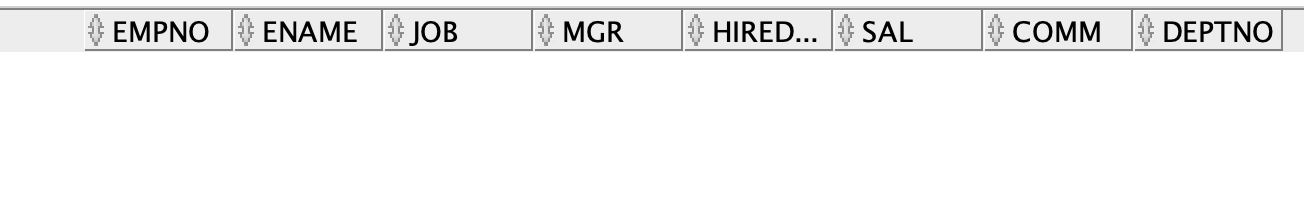 EMPNO ENAME JOB MGR HIRED... SAL COMM DEPTNO